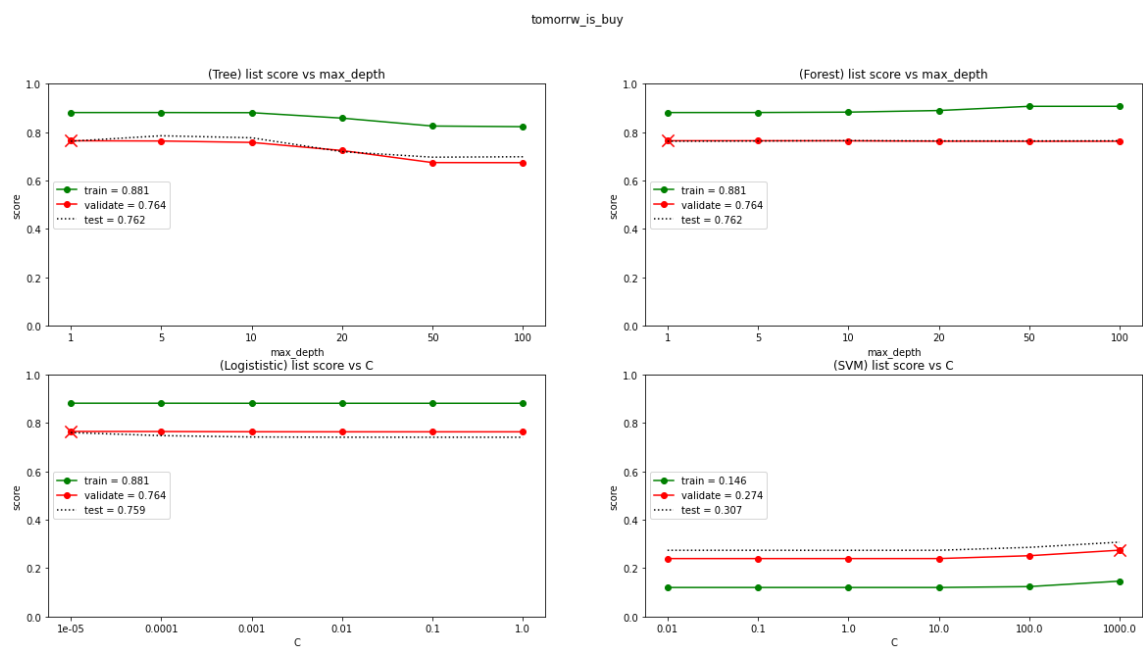 tomorrw_is_buy
(Tree) list score vs max_depth
1.0
0.8
0.6
0.4
0.2
0.0
score
train = 0.881
validate = 0.764
test = 0.762
1 5 10 20 50 100
max_depth
(Forest) list score vs max_depth
1.0
0.8
0.6
0.4
0.2
0.0
score
train = 0.881
validate = 0.764
test = 0.762
1 5 10 20 50 100
max_depth
(Logististic) list score vs C
1.0
0.8
0.6
0.4
0.2
0.0
score
train = 0.881
validate = 0.764
test = 0.759
1e-05 0.0001 0.001 0.01 0.1 1.0
C
(SVM) list score vs C
1.0
0.8
0.6
0.4
0.2
0.0
score
train = 0.146
validate = 0.274
test = 0.307
0.01 0.1 1.0 10.0 100.0 1000.0
C